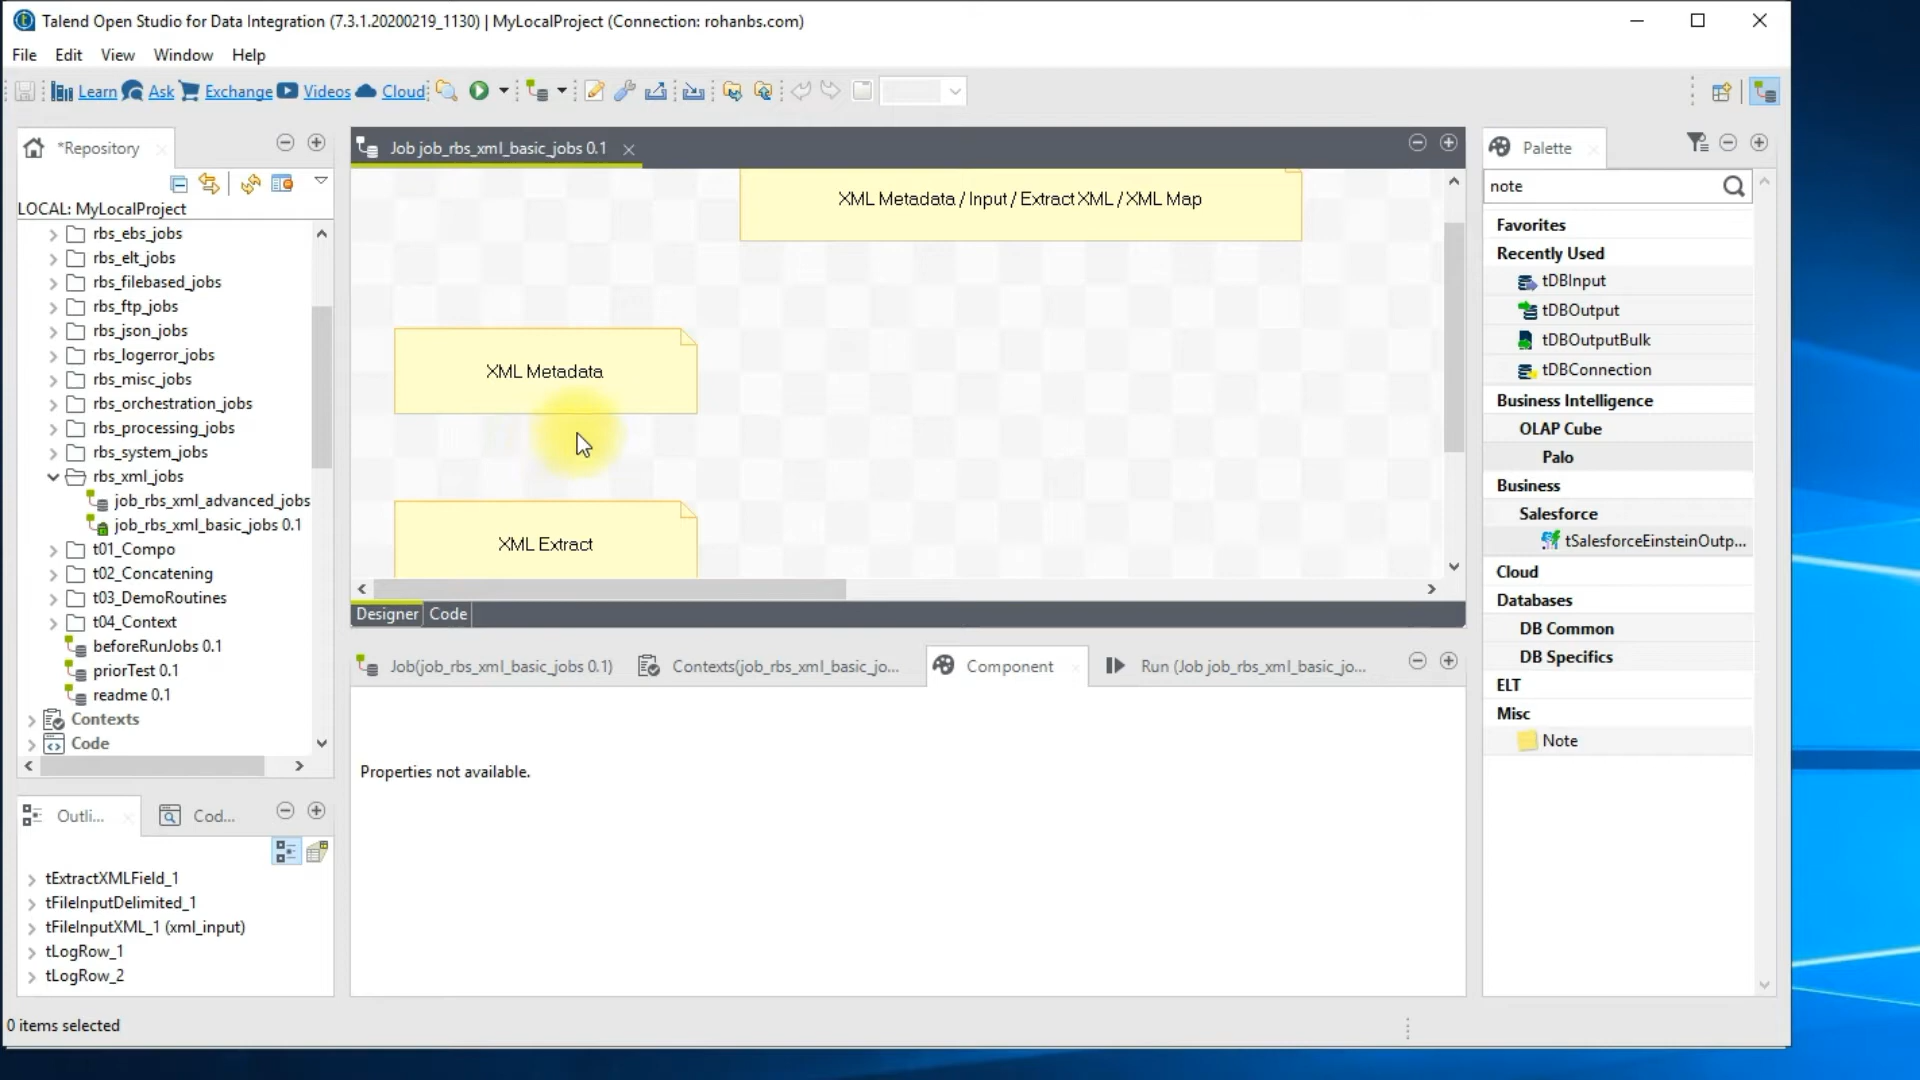 Talend Open Studio for Data Integration (7.3.1.20200219_1130) | MyLocalProject (Connection: rohanbs.com)
File Edit View Window Help
Learn Ask Exchange Videos Cloud
*Repository
LOCAL: MyLocalProject
rbs_ebs_jobs
rbs_elt_jobs
rbs_filebased_jobs
rbs_ftp_jobs
rbs_json_jobs
rbs_logerror_jobs
rbs_misc_jobs
rbs_orchestration_jobs
rbs_processing_jobs
rbs_system_jobs
rbs_xml_jobs
job_rbs_xml_advanced_jobs
job_rbs_xml_basic_jobs 0.1
t01_Compo
t02_Concatening
t03_DemoRoutines
t04_Context
beforeRunJobs 0.1
priorTest 0.1
readme 0.1
Contexts
Code
Outli... Cod...
tExtractXMLField_1
tFileInputDelimited_1
tFileInputXML_1 (xml_input)
tLogRow_1
tLogRow_2
0 items selected
Job job_rbs_xml_basic_jobs 0.1
XML Metadata / Input / Extract XML / XML Map
XML Metadata
XML Extract
Designer Code
Job(job_rbs_xml_basic_jobs 0.1) Contexts(job_rbs_xml_basic_jo... Component Run (Job job_rbs_xml_basic_jo...
Properties not available.
Palette
note
Favorites
Recently Used
tDBInput
tDBOutput
tDBOutputBulk
tDBConnection
Business Intelligence
OLAP Cube
Palo
Business
Salesforce
tSalesforceEinsteinOutp...
Cloud
Databases
DB Common
DB Specifics
ELT
Misc
Note